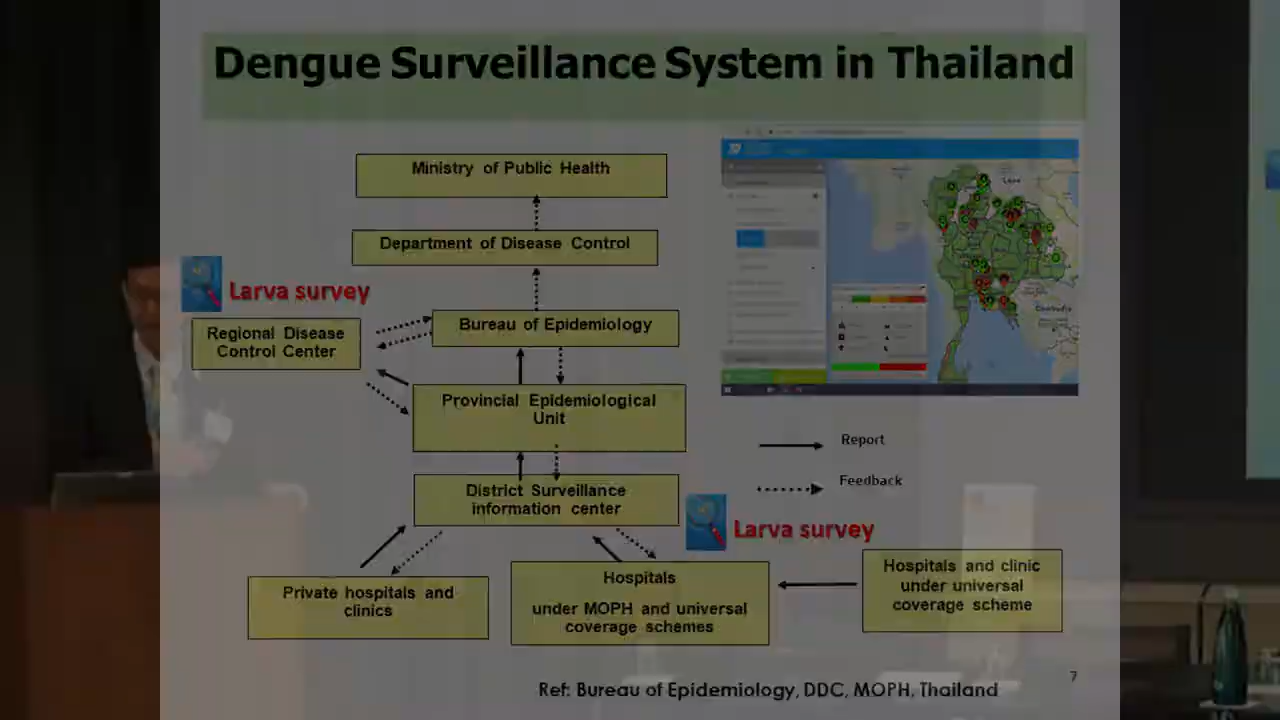 Dengue Surveillance System in Thailand
Ministry of Public Health
Department of Disease Control
Larva survey
Regional Disease
Control Center
Bureau of Epidemiology
Provincial Epidemiological
Unit
Report
Feedback
District Surveillance
information center
Larva survey
Private hospitals and
clinics
Hospitals
under MOPH and universal
coverage schemes
Hospitals and clinic
under universal
coverage scheme
Ref: Bureau of Epidemiology, DDC, MOPH, Thailand
7